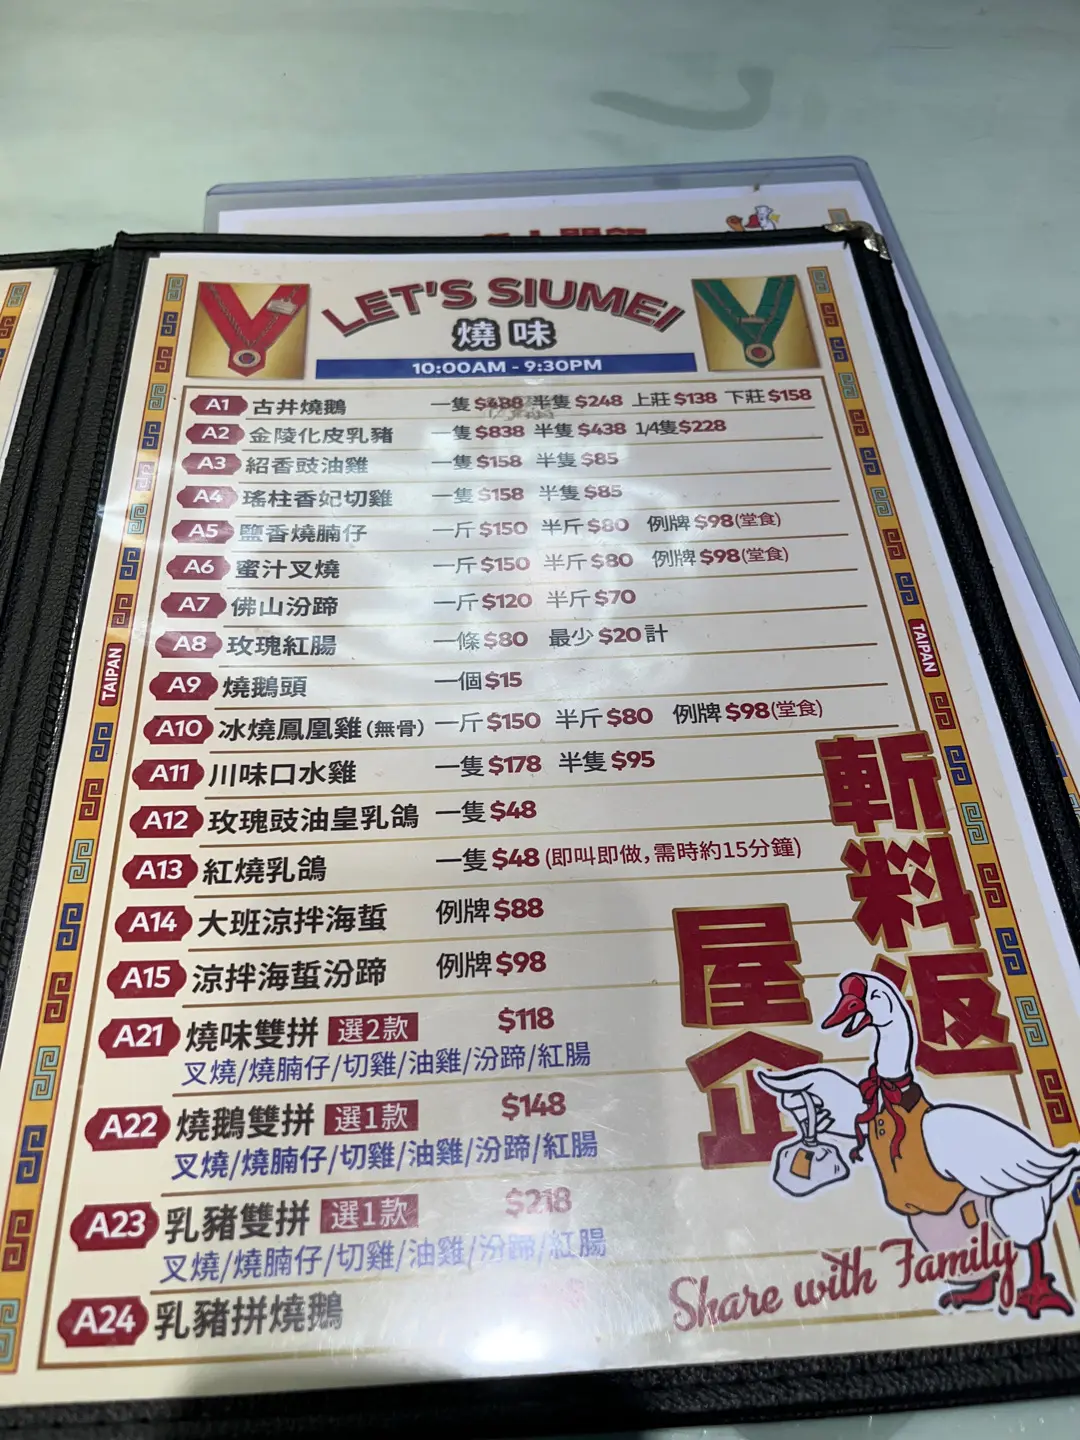 LET'S SIUMEI
燒味
10:00AM - 9:30PM
A1 古井燒鵝 一隻 $488 半隻 $248 上莊 $138 下莊 $158
A2 金陵化皮乳豬 一隻 $838 半隻 $438 1/4隻 $228
A3 紹香豉油雞 一隻 $158 半隻 $85
A4 瑤柱香妃切雞 一隻 $158 半隻 $85
A5 鹽香燒腩仔 一斤 $150 半斤 $80 例牌 $98(堂食)
A6 蜜汁叉燒 一斤 $150 半斤 $80 例牌 $98(堂食)
A7 佛山汾蹄 一斤 $120 半斤 $70
A8 玫瑰紅腸 一條 $80 最少 $20 計
A9 燒鵝頭 一個 $15
A10 冰燒鳳凰雞(無骨) 一斤 $150 半斤 $80 例牌 $98(堂食)
A11 川味口水雞 一隻 $178 半隻 $95
A12 玫瑰豉油皇乳鴿 一隻 $48
A13 紅燒乳鴿 一隻 $48 (即叫即做,需時約15分鐘)
A14 大班涼拌海蜇 例牌 $88
A15 涼拌海蜇汾蹄 例牌 $98
A21 燒味雙拼 選2款 $118
叉燒/燒腩仔/切雞/油雞/汾蹄/紅腸
A22 燒鵝雙拼 選1款 $148
叉燒/燒腩仔/切雞/油雞/汾蹄/紅腸
A23 乳豬雙拼 選1款 $218
叉燒/燒腩仔/切雞/油雞/汾蹄/紅腸
A24 乳豬拼燒鵝
斬料返
屋企
Share with Family
TAIPAN
TAIPAN